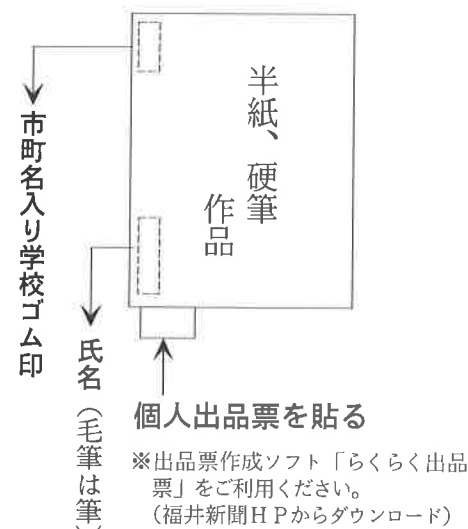 半紙、硬筆
作品
市町名入り学校ゴム印
氏名（毛筆は筆
個人出品票を貼る
※出品票作成ソフト「らくらく出品
票」をご利用ください。
（福井新聞ＨＰからダウンロード）